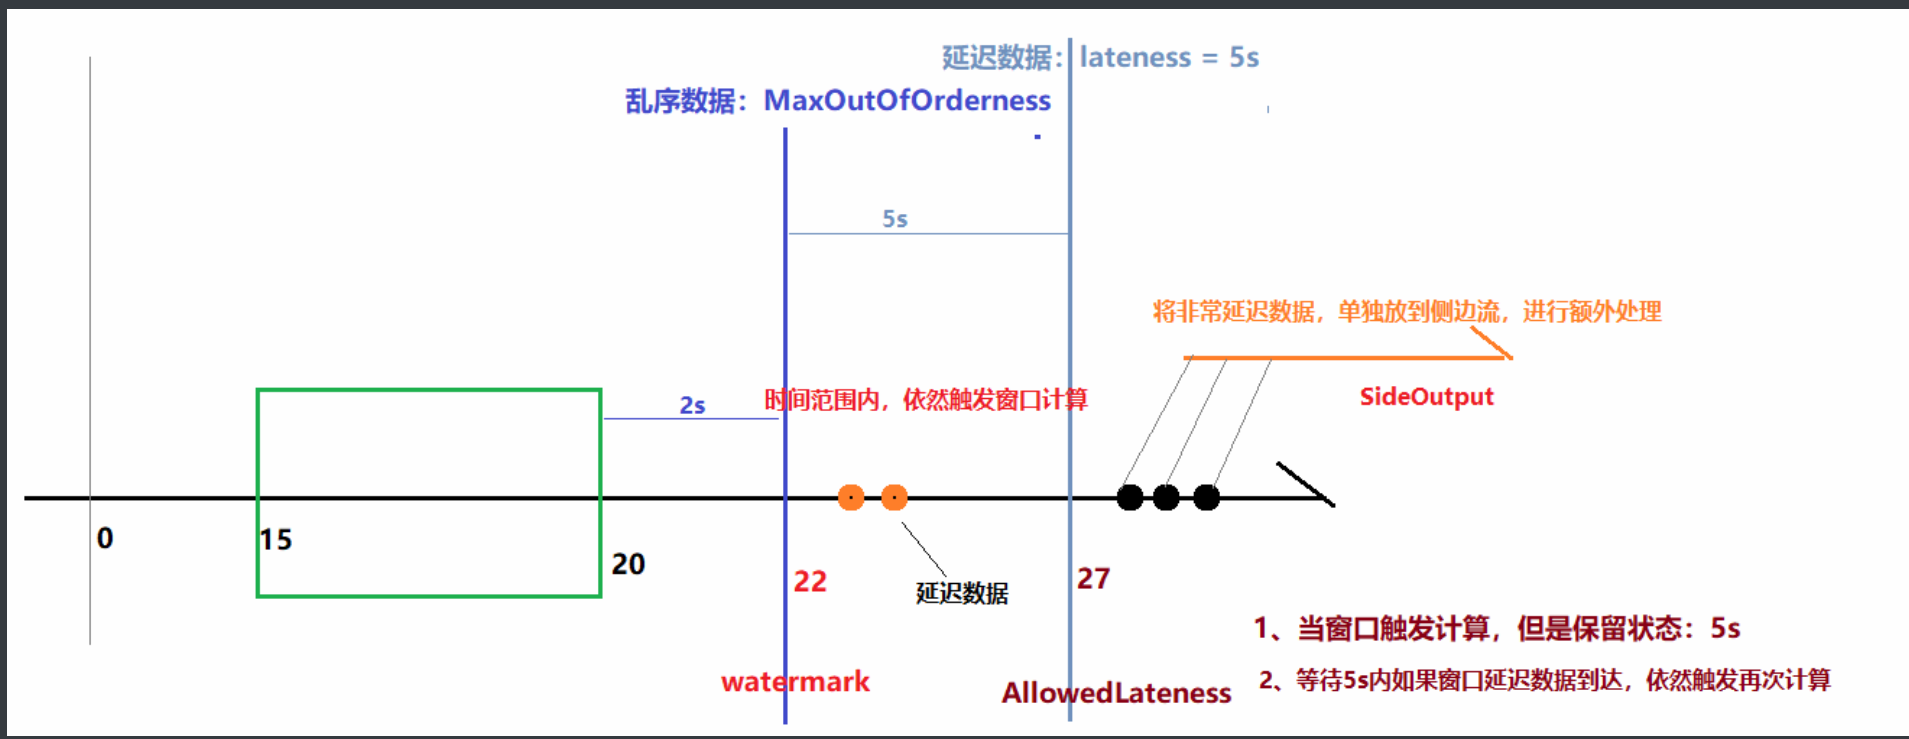 延迟数据：lateness = 5s
乱序数据：MaxOutOfOrderness
5s
将非常延迟数据，单独放到侧边流，进行额外处理
2s
时间范围内，依然触发窗口计算
SideOutput
0
15
20
22
延迟数据
27
1、当窗口触发计算，但是保留状态：5s
watermark
AllowedLateness
2、等待5s内如果窗口延迟数据到达，依然触发再次计算